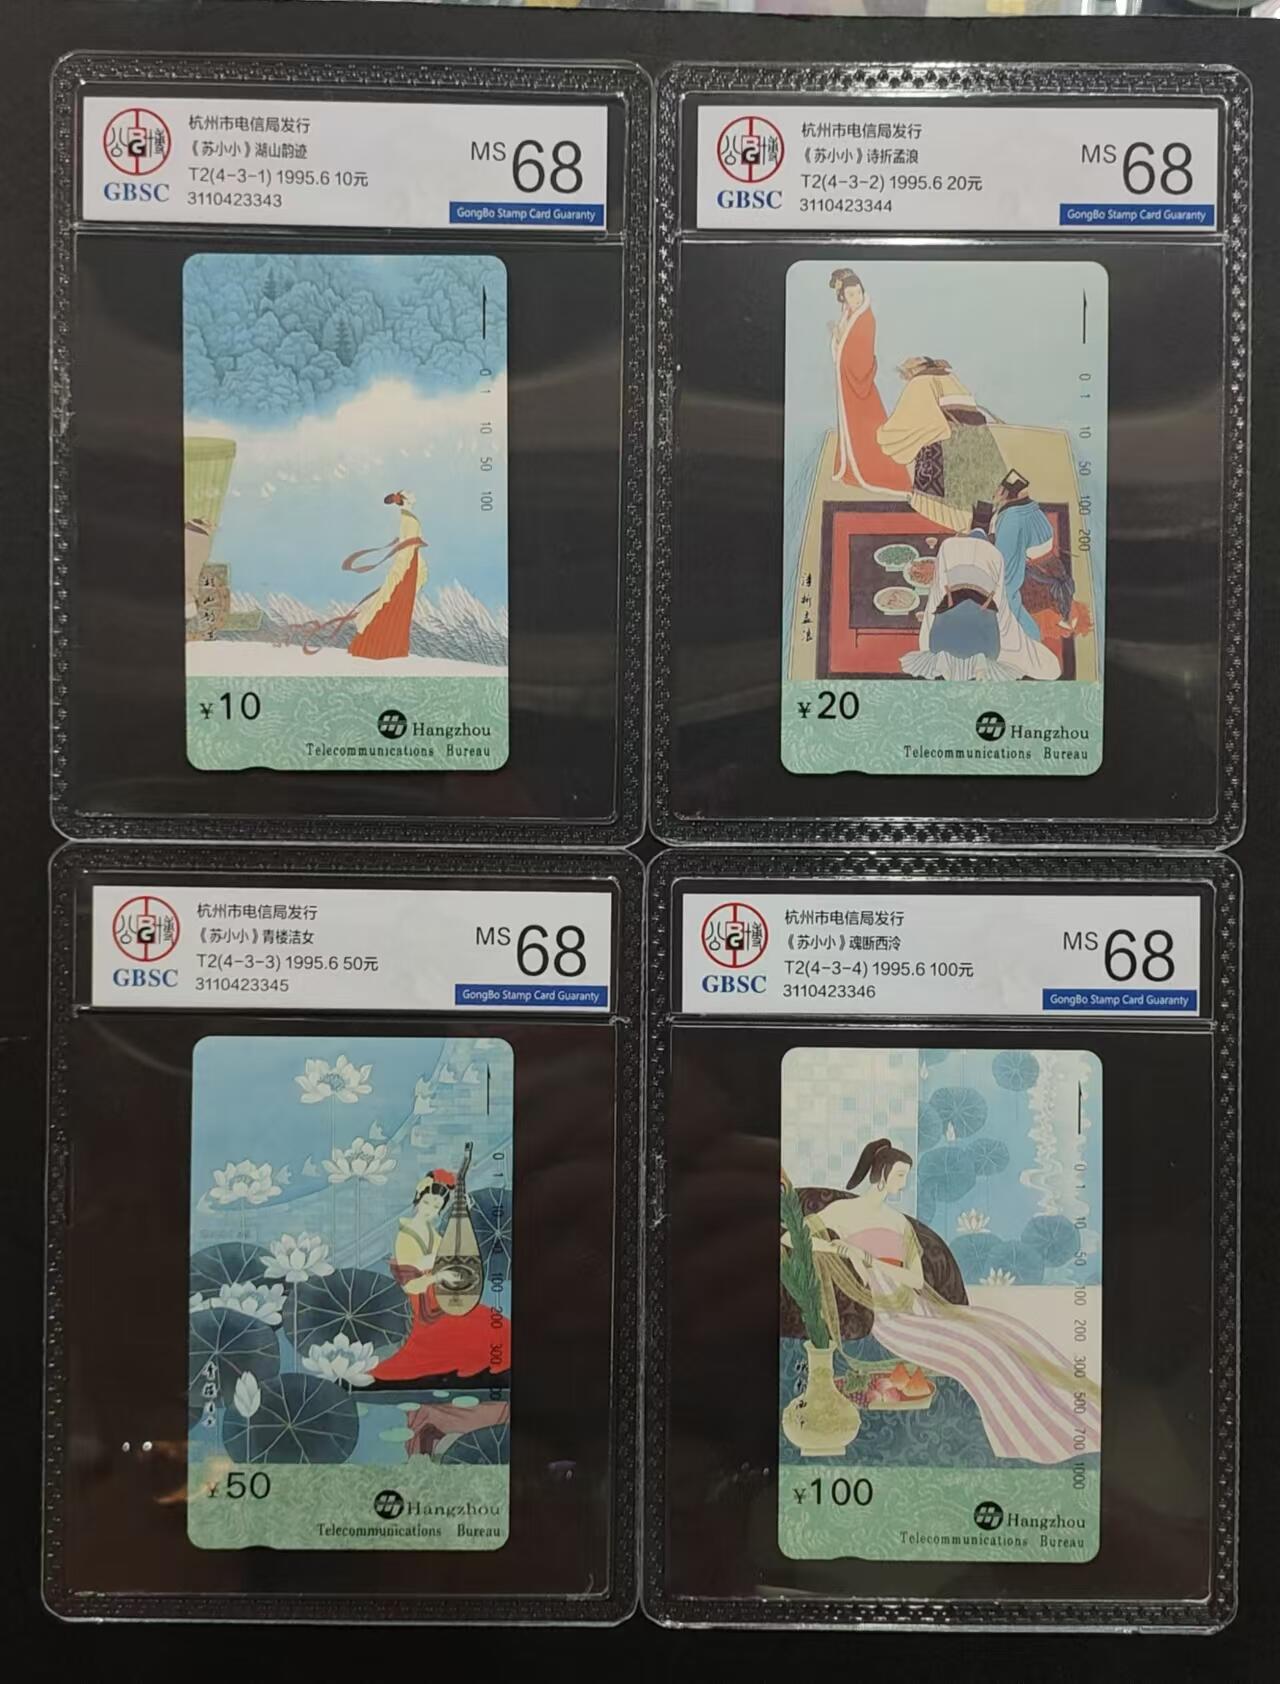 杭州市电信局发行
《苏小小》湖山韵迹
T2(4-3-1) 1995.6 10元
3110423343
GBSC
MS 68
GongBo Stamp Card Guaranty
0 1 10 50 100
¥10
Hangzhou
Telecommunications Bureau
杭州市电信局发行
《苏小小》诗折孟浪
T2(4-3-2) 1995.6 20元
3110423344
GBSC
MS 68
GongBo Stamp Card Guaranty
0 1 10 50 100 200
诗折孟浪
¥20
Hangzhou
Telecommunications Bureau
杭州市电信局发行
《苏小小》青楼洁女
T2(4-3-3) 1995.6 50元
3110423345
GBSC
MS 68
GongBo Stamp Card Guaranty
0 1 10 100 200 300
¥50
Hangzhou
Telecommunications Bureau
杭州市电信局发行
《苏小小》魂断西泠
T2(4-3-4) 1995.6 100元
3110423346
GBSC
MS 68
GongBo Stamp Card Guaranty
0 1 10 50 100 200 300 500 700 1000
¥100
Hangzhou
Telecommunications Bureau